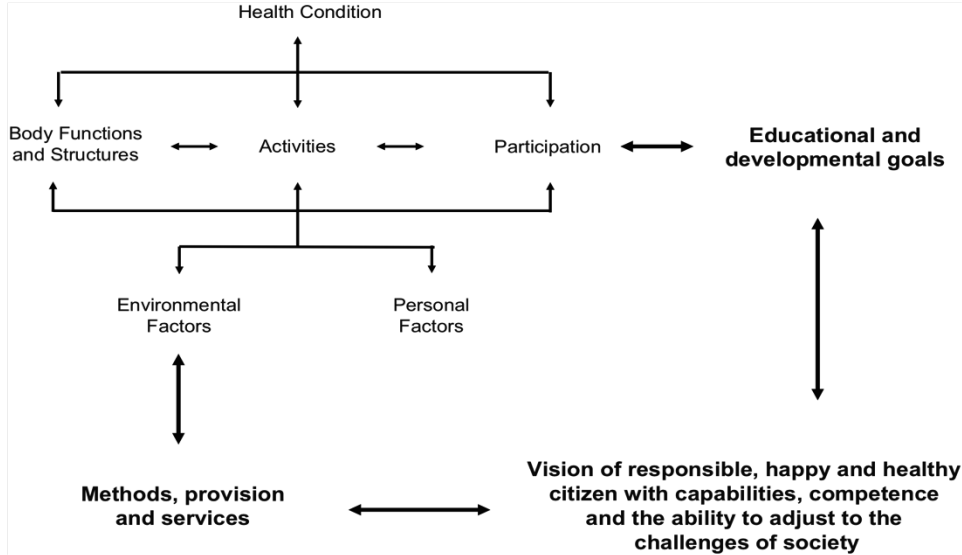 Health Condition
Body Functions
and Structures
Activities
Participation
Educational and
developmental goals
Environmental
Factors
Personal
Factors
Methods, provision
and services
Vision of responsible, happy and healthy
citizen with capabilities, competence
and the ability to adjust to the
challenges of society